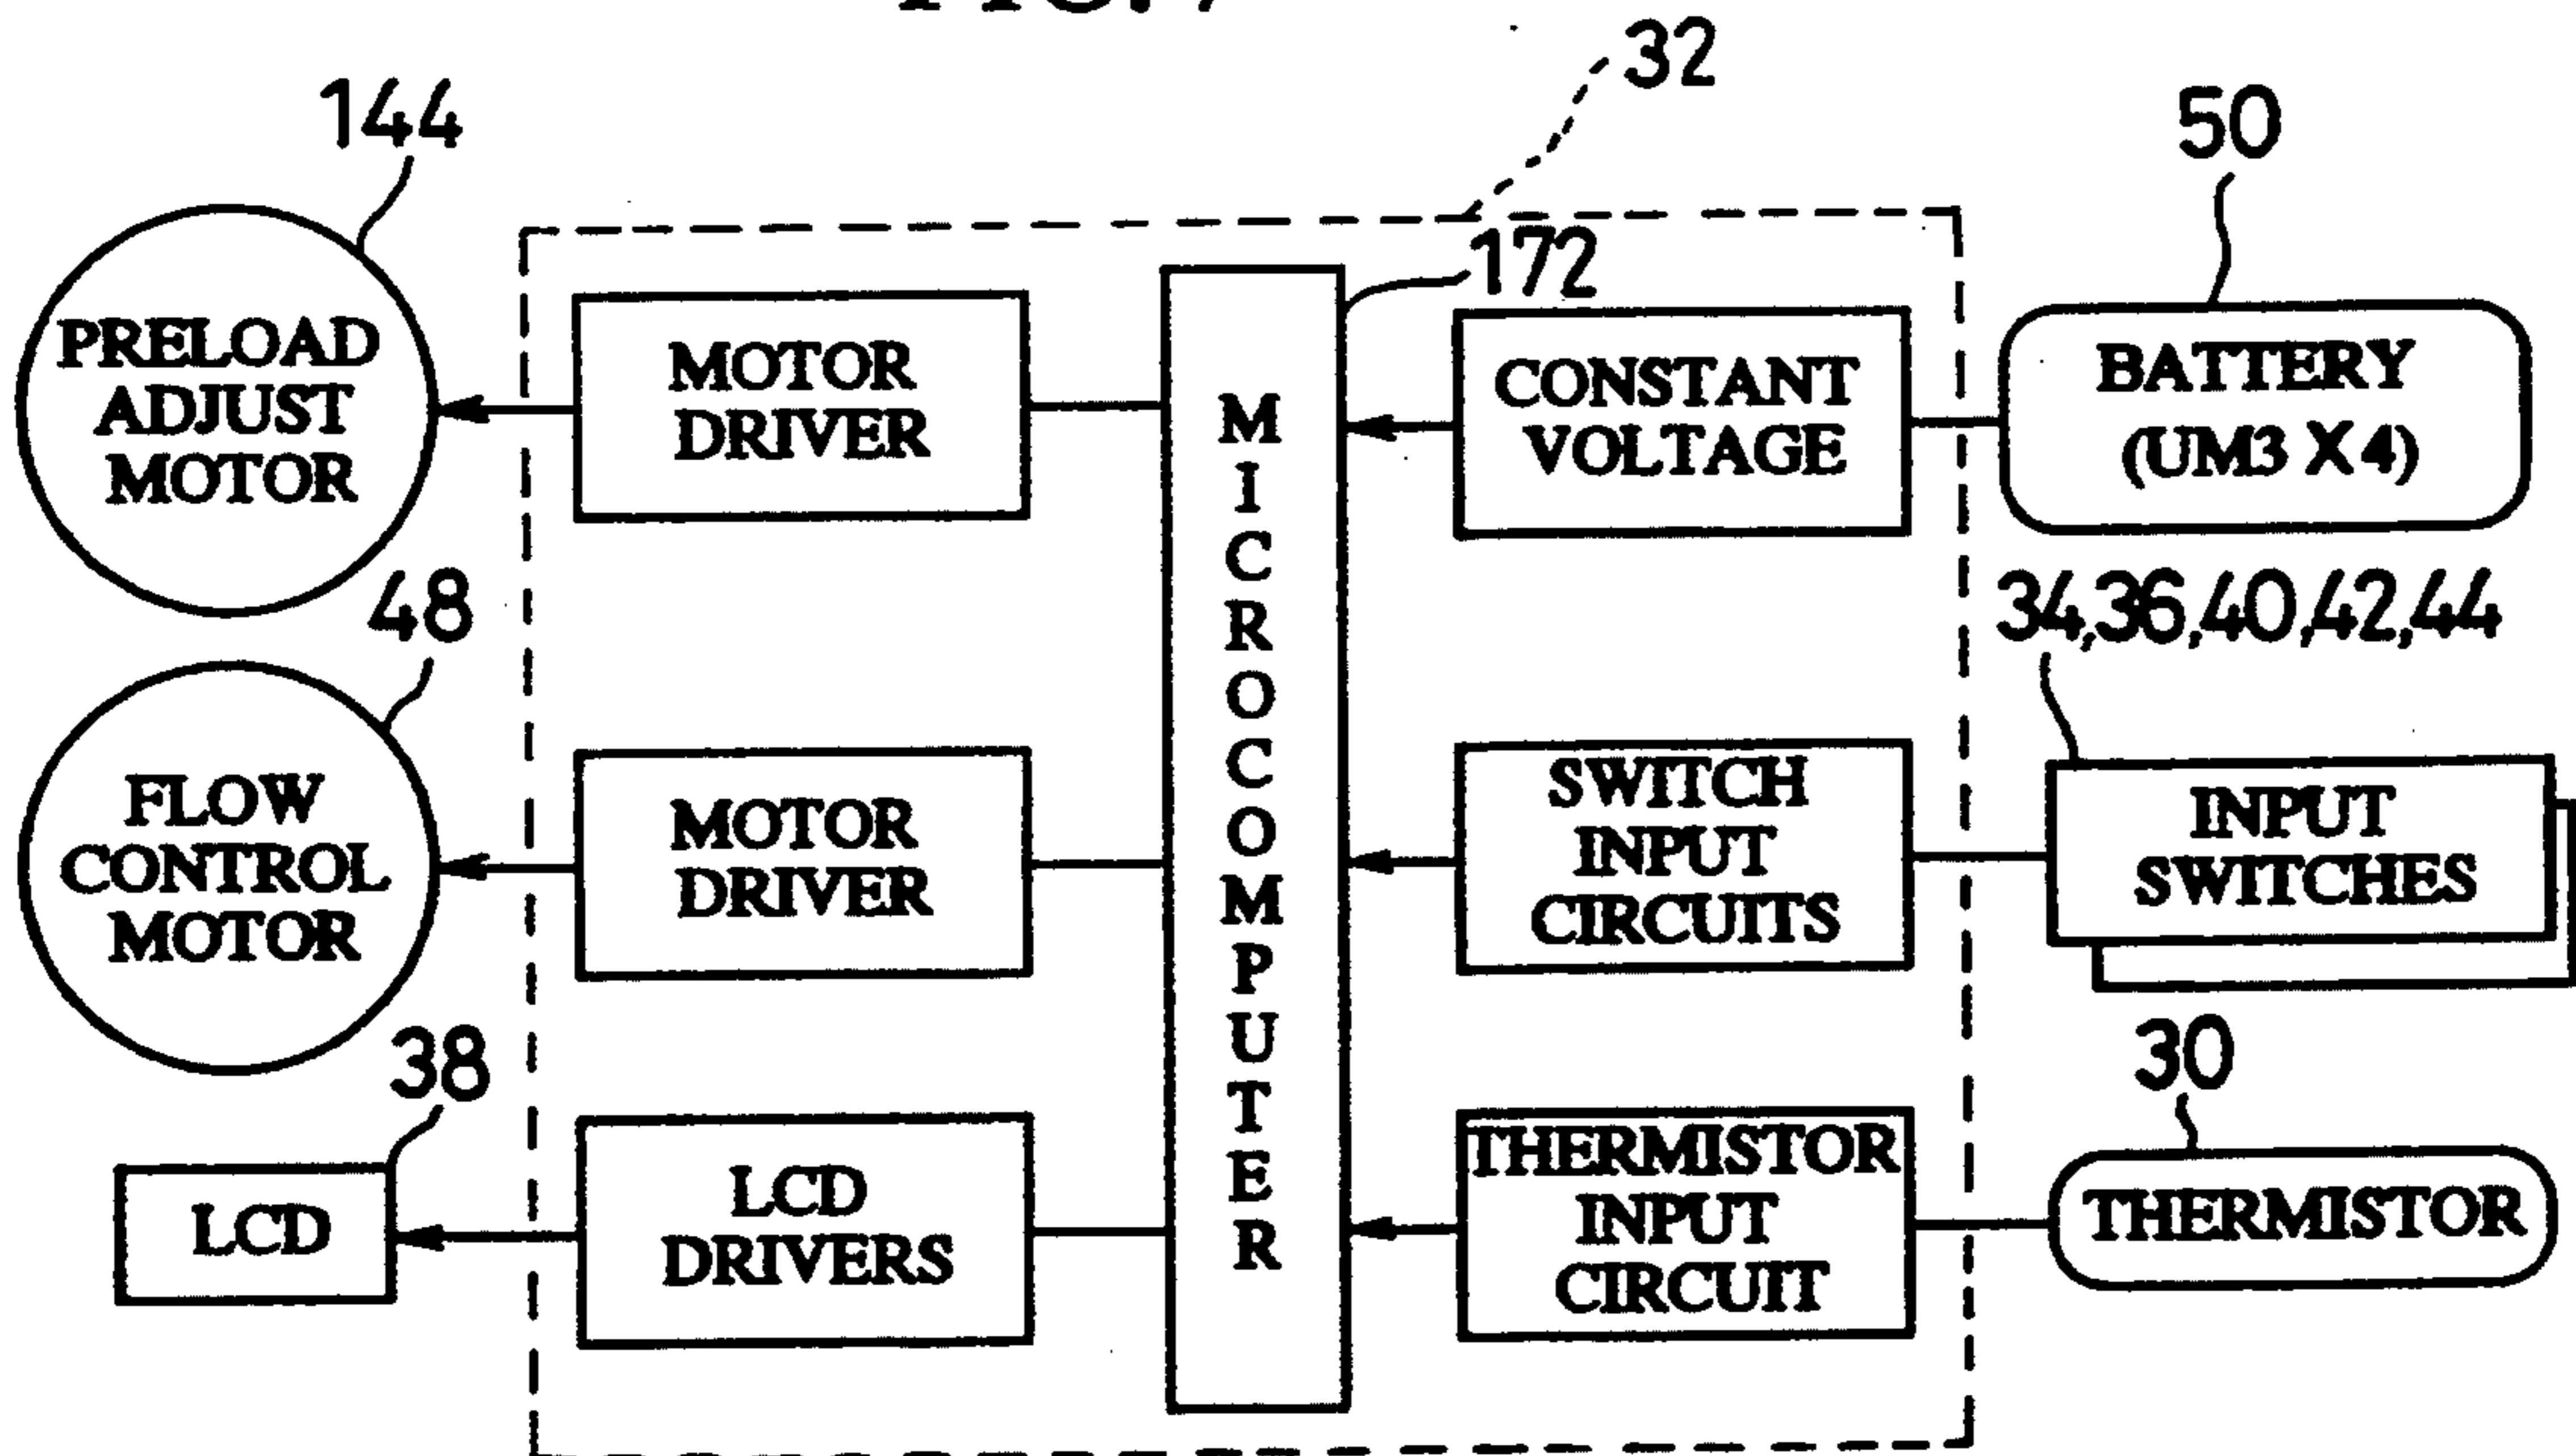 32
144
50
172
PRELOAD
ADJUST
MOTOR
MOTOR
DRIVER
MICROCOMPUTER
CONSTANT
VOLTAGE
BATTERY
(UM3 X 4)
48
34,36,40,42,44
FLOW
CONTROL
MOTOR
MOTOR
DRIVER
SWITCH
INPUT
CIRCUITS
INPUT
SWITCHES
38
30
LCD
LCD
DRIVERS
THERMISTOR
INPUT
CIRCUIT
THERMISTOR